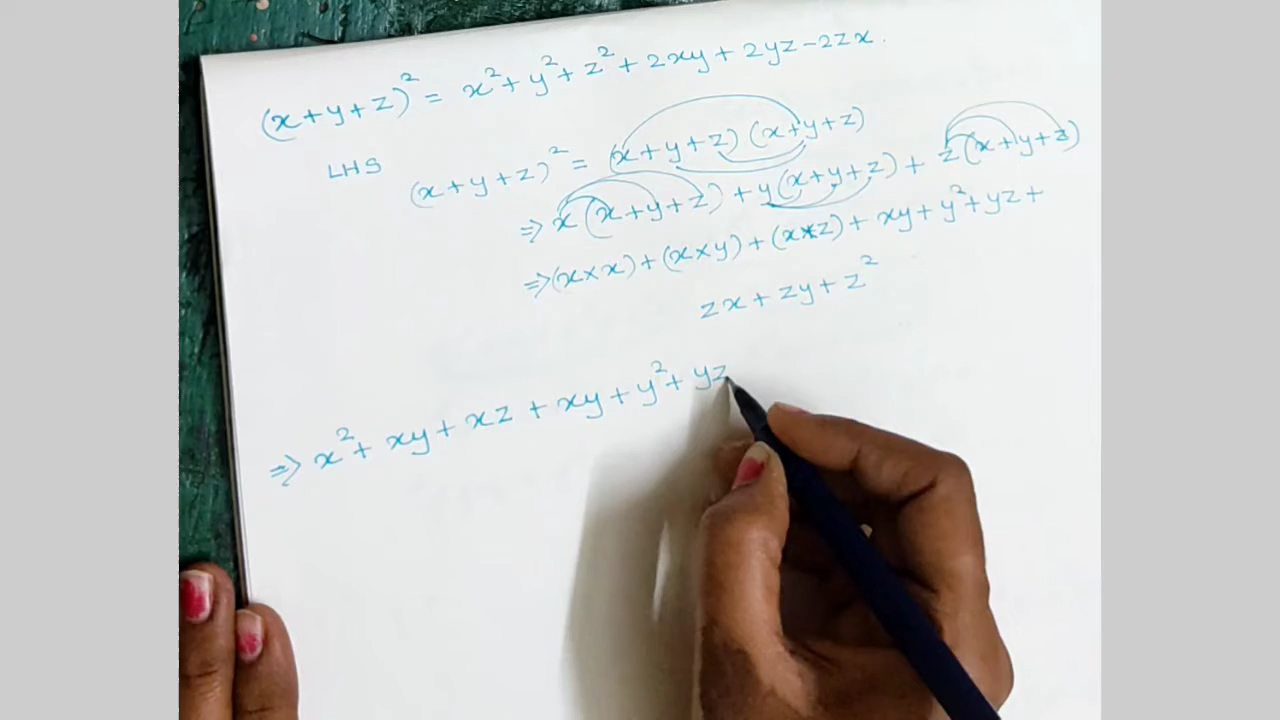 (x+y+z)² = x²+y²+z²+2xy+2yz-2zx.
LHS (x+y+z)² = (x+y+z)(x+y+z)
⇒ x(x+y+z)+y(x+y+z)+z(x+y+z)
⇒(x×x)+(x×y)+(x×z)+xy+y²+yz+
zx+zy+z²
⇒ x²+xy+xz+xy+y²+yz